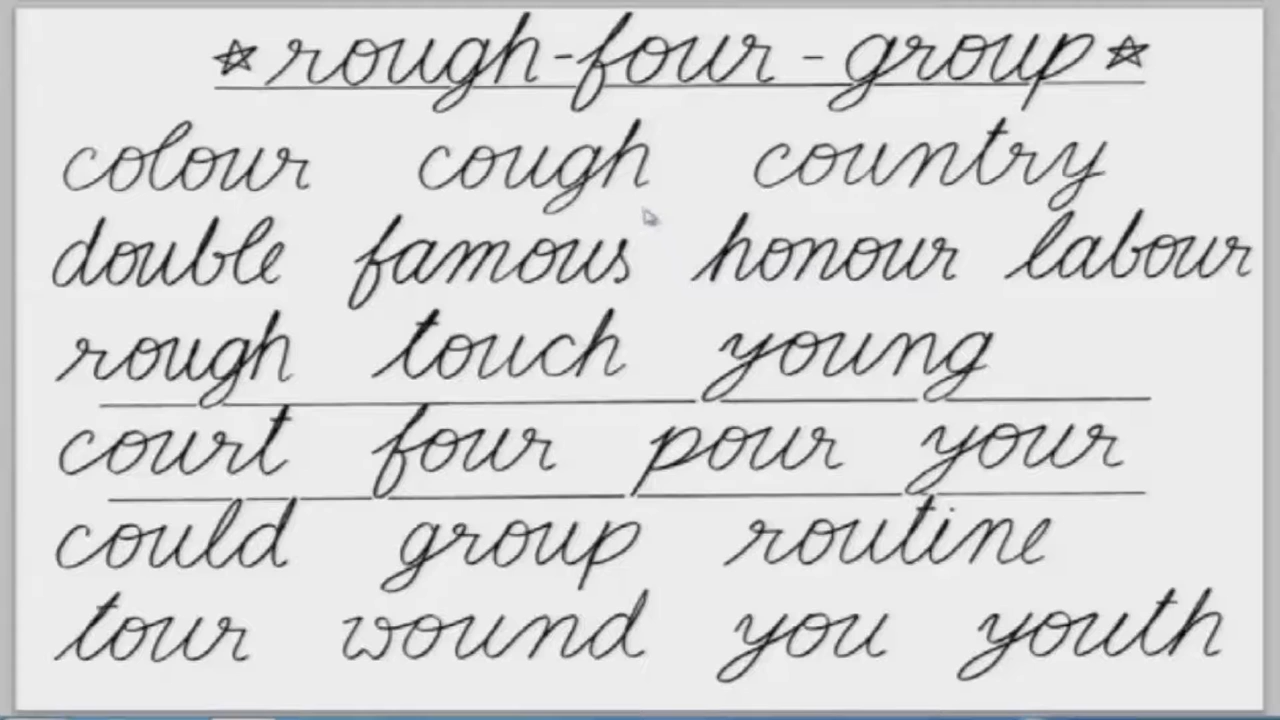 ☆rough-four-group☆
colour cough country
double famous honour labour
rough touch young
court four pour your
could group routine
tour wound you youth